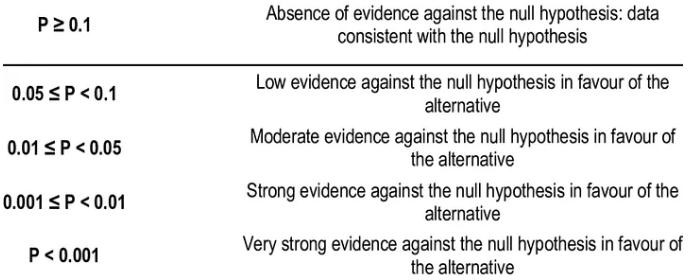 P ≥ 0.1
Absence of evidence against the null hypothesis: data
consistent with the null hypothesis
0.05 ≤ P < 0.1
Low evidence against the null hypothesis in favour of the
alternative
0.01 ≤ P < 0.05
Moderate evidence against the null hypothesis in favour of
the alternative
0.001 ≤ P < 0.01
Strong evidence against the null hypothesis in favour of the
alternative
P < 0.001
Very strong evidence against the null hypothesis in favour of
the alternative